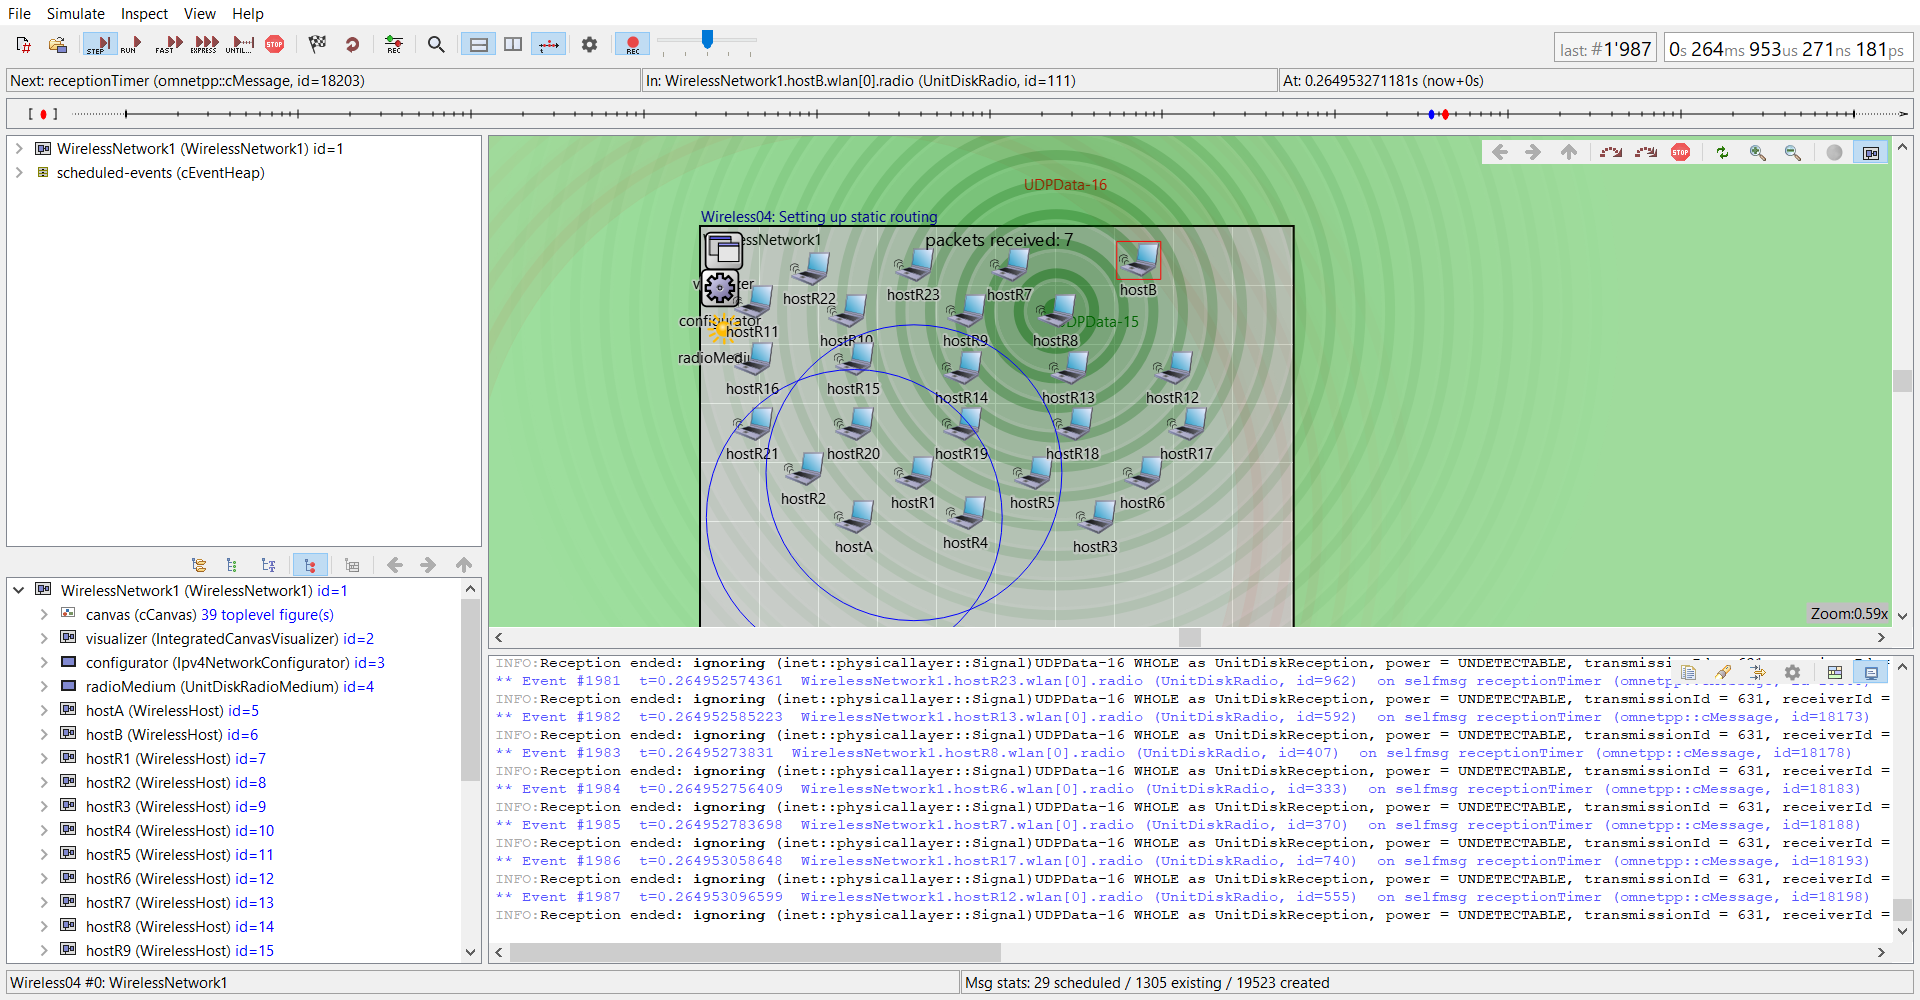 File Simulate Inspect View Help
STEP RUN FAST EXPRESS UNTIL... STOP REC REC
last: #1'987 0s 264ms 953us 271ns 181ps
Next: receptionTimer (omnetpp::cMessage, id=18203) In: WirelessNetwork1.hostB.wlan[0].radio (UnitDiskRadio, id=111) At: 0.264953271181s (now+0s)
WirelessNetwork1 (WirelessNetwork1) id=1
scheduled-events (cEventHeap)
WirelessNetwork1 (WirelessNetwork1) id=1
canvas (cCanvas) 39 toplevel figure(s)
visualizer (IntegratedCanvasVisualizer) id=2
configurator (Ipv4NetworkConfigurator) id=3
radioMedium (UnitDiskRadioMedium) id=4
hostA (WirelessHost) id=5
hostB (WirelessHost) id=6
hostR1 (WirelessHost) id=7
hostR2 (WirelessHost) id=8
hostR3 (WirelessHost) id=9
hostR4 (WirelessHost) id=10
hostR5 (WirelessHost) id=11
hostR6 (WirelessHost) id=12
hostR7 (WirelessHost) id=13
hostR8 (WirelessHost) id=14
hostR9 (WirelessHost) id=15
STOP
UDPData-16
Wireless04: Setting up static routing
packets received: 7
hostR22 hostR23 hostR7 hostB
configurator
UDPData-15
hostR11 hostR10 hostR9 hostR8
hostR16 hostR15 hostR14 hostR13 hostR12
hostR21 hostR20 hostR19 hostR18 hostR17
hostR2 hostR1 hostR5 hostR6
hostA hostR4 hostR3
Zoom:0.59x
INFO:Reception ended: ignoring (inet::physicallayer::Signal)UDPData-16 WHOLE as UnitDiskReception, power = UNDETECTABLE,
** Event #1981 t=0.264952574361 WirelessNetwork1.hostR23.wlan[0].radio (UnitDiskRadio, id=962) on selfmsg receptionTimer
INFO:Reception ended: ignoring (inet::physicallayer::Signal)UDPData-16 WHOLE as UnitDiskReception, power = UNDETECTABLE, transmissionId = 631, receiverId =
** Event #1982 t=0.264952585223 WirelessNetwork1.hostR13.wlan[0].radio (UnitDiskRadio, id=592) on selfmsg receptionTimer (omnetpp::cMessage, id=18173)
INFO:Reception ended: ignoring (inet::physicallayer::Signal)UDPData-16 WHOLE as UnitDiskReception, power = UNDETECTABLE, transmissionId = 631, receiverId =
** Event #1983 t=0.26495273831 WirelessNetwork1.hostR8.wlan[0].radio (UnitDiskRadio, id=407) on selfmsg receptionTimer (omnetpp::cMessage, id=18178)
INFO:Reception ended: ignoring (inet::physicallayer::Signal)UDPData-16 WHOLE as UnitDiskReception, power = UNDETECTABLE, transmissionId = 631, receiverId =
** Event #1984 t=0.264952756409 WirelessNetwork1.hostR6.wlan[0].radio (UnitDiskRadio, id=333) on selfmsg receptionTimer (omnetpp::cMessage, id=18183)
INFO:Reception ended: ignoring (inet::physicallayer::Signal)UDPData-16 WHOLE as UnitDiskReception, power = UNDETECTABLE, transmissionId = 631, receiverId =
** Event #1985 t=0.264952783698 WirelessNetwork1.hostR7.wlan[0].radio (UnitDiskRadio, id=370) on selfmsg receptionTimer (omnetpp::cMessage, id=18188)
INFO:Reception ended: ignoring (inet::physicallayer::Signal)UDPData-16 WHOLE as UnitDiskReception, power = UNDETECTABLE, transmissionId = 631, receiverId =
** Event #1986 t=0.264953058648 WirelessNetwork1.hostR17.wlan[0].radio (UnitDiskRadio, id=740) on selfmsg receptionTimer (omnetpp::cMessage, id=18193)
INFO:Reception ended: ignoring (inet::physicallayer::Signal)UDPData-16 WHOLE as UnitDiskReception, power = UNDETECTABLE, transmissionId = 631, receiverId =
** Event #1987 t=0.264953096599 WirelessNetwork1.hostR12.wlan[0].radio (UnitDiskRadio, id=555) on selfmsg receptionTimer (omnetpp::cMessage, id=18198)
INFO:Reception ended: ignoring (inet::physicallayer::Signal)UDPData-16 WHOLE as UnitDiskReception, power = UNDETECTABLE, transmissionId = 631, receiverId =
Wireless04 #0: WirelessNetwork1 Msg stats: 29 scheduled / 1305 existing / 19523 created